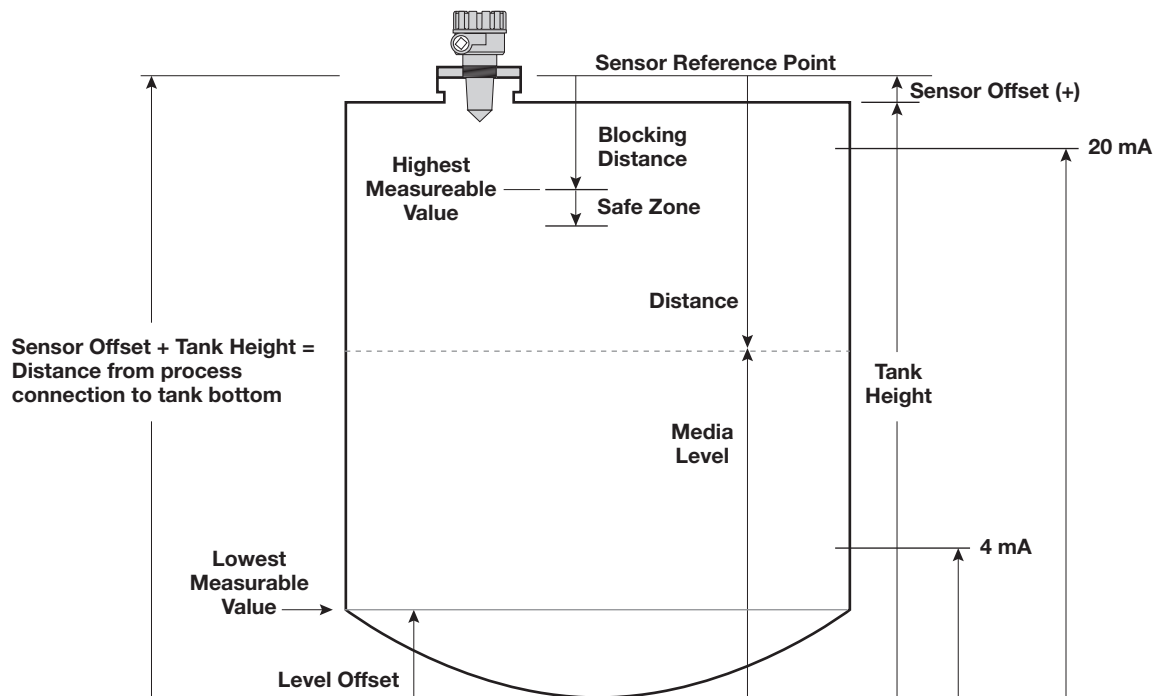 Sensor Reference Point
Sensor Offset (+)
20 mA
Blocking
Distance
Highest
Measureable
Value
Safe Zone
Distance
Sensor Offset + Tank Height =
Distance from process
connection to tank bottom
Tank
Height
Media
Level
4 mA
Lowest
Measurable
Value
Level Offset